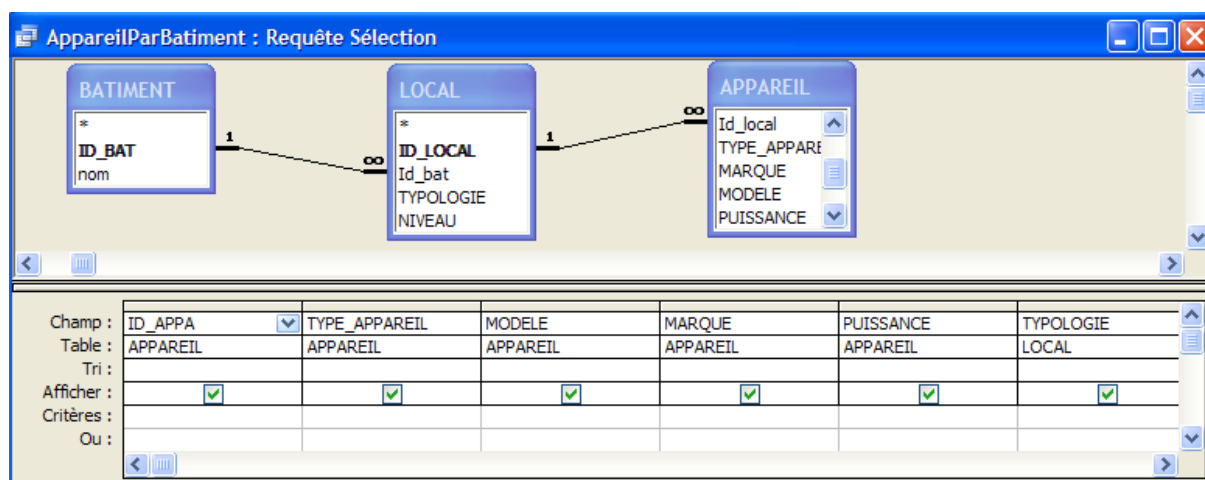 AppareilParBatiment : Requête Sélection
BATIMENT
*
ID_BAT
nom
1
∞
LOCAL
*
ID_LOCAL
Id_bat
TYPOLOGIE
NIVEAU
1
∞
APPAREIL
Id_local
TYPE_APPARE
MARQUE
MODELE
PUISSANCE
Champ : ID_APPA TYPE_APPAREIL MODELE MARQUE PUISSANCE TYPOLOGIE
Table : APPAREIL APPAREIL APPAREIL APPAREIL APPAREIL LOCAL
Tri :
Afficher :
Critères :
Ou :